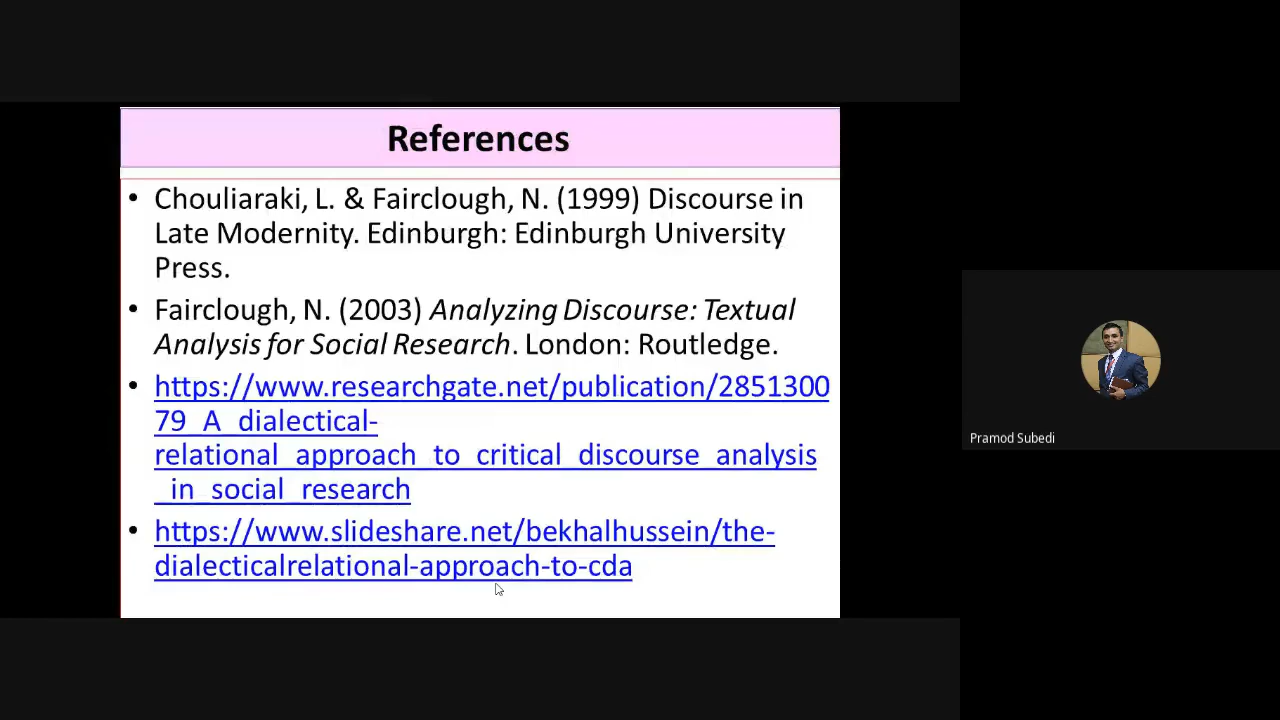 References
• Chouliaraki, L. & Fairclough, N. (1999) Discourse in
Late Modernity. Edinburgh: Edinburgh University
Press.
• Fairclough, N. (2003) Analyzing Discourse: Textual
Analysis for Social Research. London: Routledge.
• https://www.researchgate.net/publication/2851300
79_A_dialectical-
relational_approach_to_critical_discourse_analysis
_in_social_research
• https://www.slideshare.net/bekhalhussein/the-
dialecticalrelational-approach-to-cda
Pramod Subedi